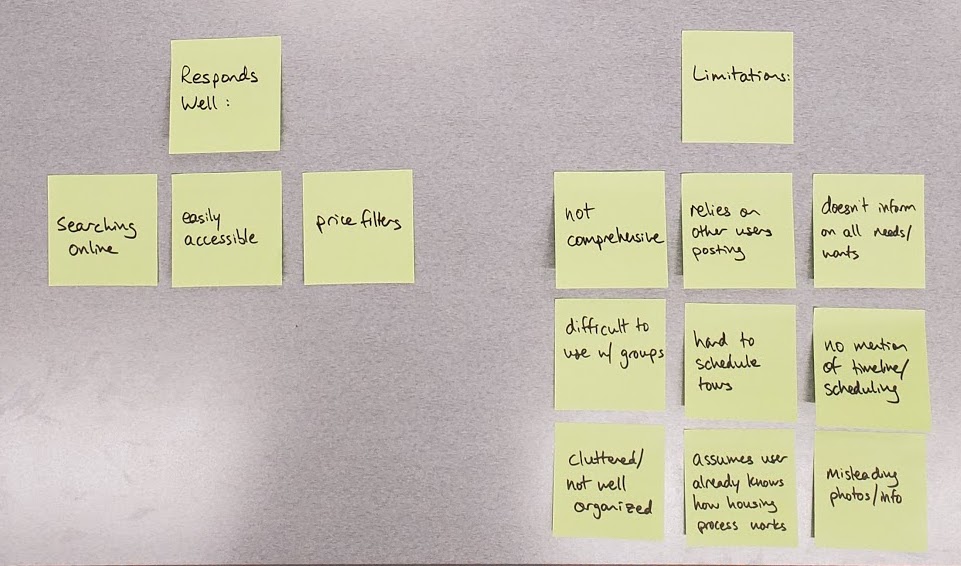 Responds
Well :
Searching
online
easily
accessible
price filters
Limitations:
not
comprehensive
relies on
other users
posting
doesn't inform
on all needs/
wants
difficult to
use w/ groups
hard to
schedule
tours
no mention
of timeline/
scheduling
cluttered/
not well
organized
assumes user
already knows
how housing
process works
Misleading
photos/info